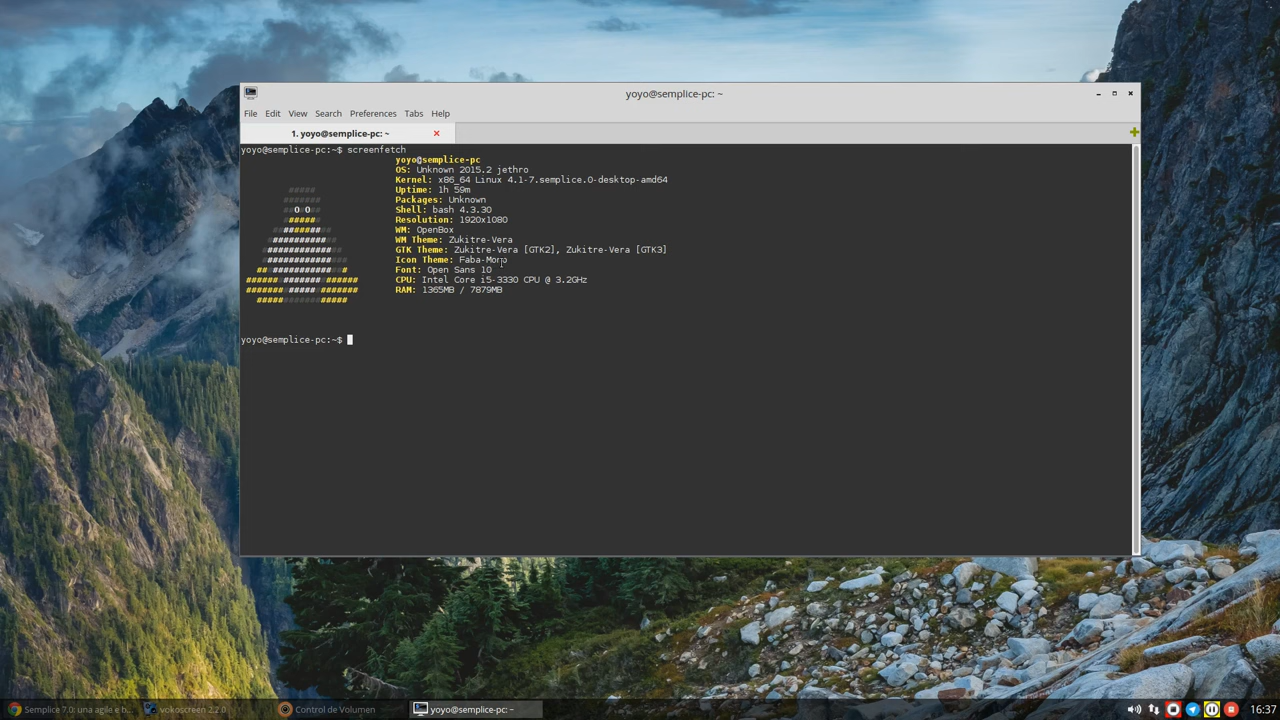 yoyo@semplice-pc: ~
File Edit View Search Preferences Tabs Help
1. yoyo@semplice-pc: ~
yoyo@semplice-pc:~$ screenfetch
yoyo@semplice-pc
OS: Unknown 2015.2 jethro
Kernel: x86_64 Linux 4.1-7.semplice.0-desktop-amd64
Uptime: 1h 59m
Packages: Unknown
Shell: bash 4.3.30
Resolution: 1920x1080
WM: OpenBox
WM Theme: Zukitre-Vera
GTK Theme: Zukitre-Vera [GTK2], Zukitre-Vera [GTK3]
Icon Theme: Faba-Mono
Font: Open Sans 10
CPU: Intel Core i5-3330 CPU @ 3.2GHz
RAM: 1365MB / 7879MB
yoyo@semplice-pc:~$
Semplice 7.0: una agile e b... vokoscreen 2.2.0 Control de Volumen yoyo@semplice-pc: ~ 16:37